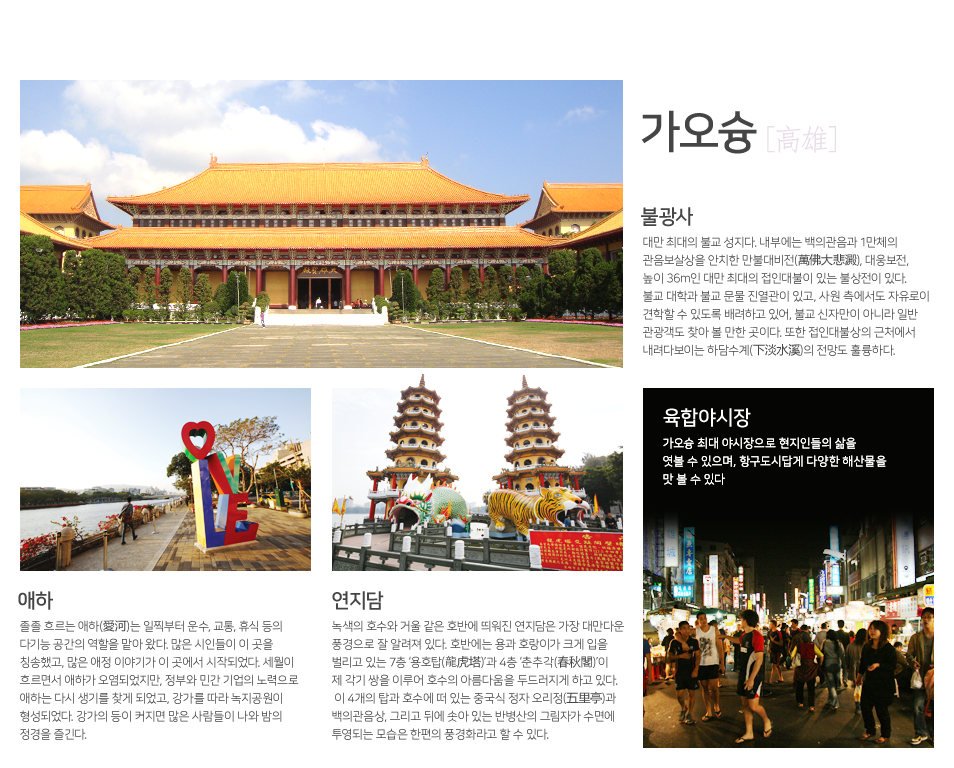 가오슝 [高雄]
불광사
대만 최대의 불교 성지다. 내부에는 백의관음과 1만체의
관음보살상을 안치한 만불대비전(萬佛大悲殿), 대웅보전,
높이 36m인 대만 최대의 접인대불이 있는 불상전이 있다.
불교 대학과 불교 문물 진열관이 있고, 사원 측에서도 자유로이
견학할 수 있도록 배려하고 있어, 불교 신자만이 아니라 일반
관광객도 찾아 볼 만한 곳이다. 또한 접인대불상의 근처에서
내려다보이는 하담수계(下淡水溪)의 전망도 훌륭하다.
육합야시장
가오슝 최대 야시장으로 현지인들의 삶을
엿볼 수 있으며, 항구도시답게 다양한 해산물을
맛 볼 수 있다
LOVE
애하
졸졸 흐르는 애하(愛河)는 일찍부터 운수, 교통, 휴식 등의
다기능 공간의 역할을 맡아 왔다. 많은 시인들이 이 곳을
칭송했고, 많은 애정 이야기가 이 곳에서 시작되었다. 세월이
흐르면서 애하가 오염되었지만, 정부와 민간 기업의 노력으로
애하는 다시 생기를 찾게 되었고, 강가를 따라 녹지공원이
형성되었다. 강가의 등이 커지면 많은 사람들이 나와 밤의
정경을 즐긴다.
연지담
녹색의 호수와 거울 같은 호반에 띄워진 연지담은 가장 대만다운
풍경으로 잘 알려져 있다. 호반에는 용과 호랑이가 크게 입을
벌리고 있는 7층 '용호탑(龍虎塔)'과 4층 '춘추각(春秋閣)'이
제 각기 쌍을 이루어 호수의 아름다움을 두드러지게 하고 있다.
이 4개의 탑과 호수에 떠 있는 중국식 정자 오리정(五里亭)과
백의관음상, 그리고 뒤에 솟아 있는 반병산의 그림자가 수면에
투영되는 모습은 한편의 풍경화라고 할 수 있다.